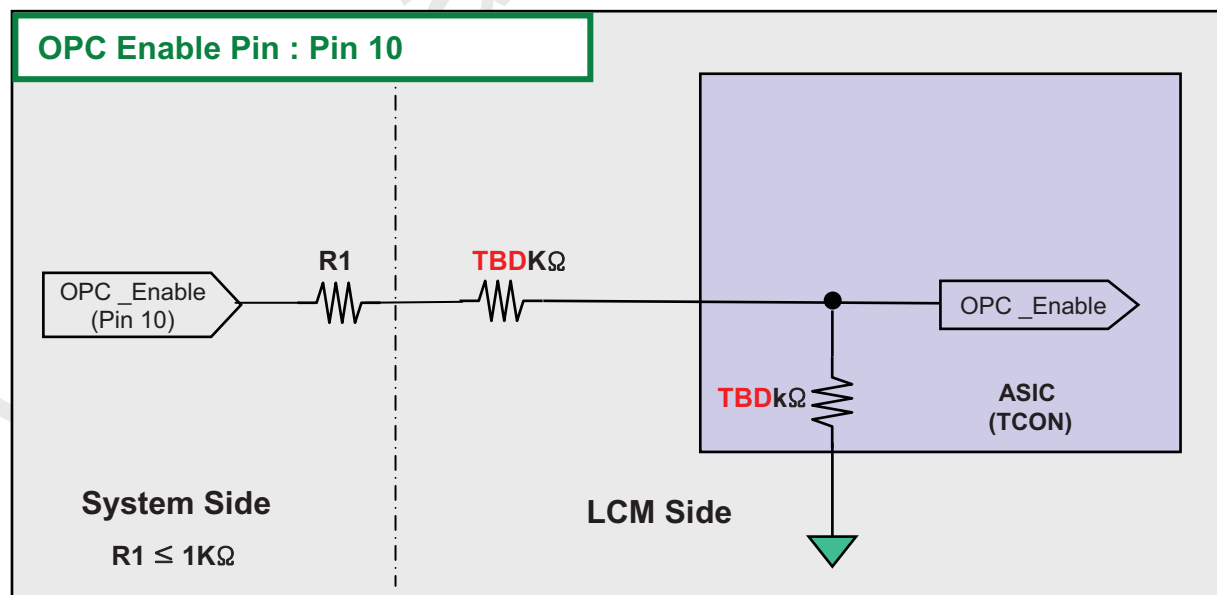 OPC Enable Pin : Pin 10
R1
TBDKΩ
OPC _Enable
(Pin 10)
OPC _Enable
TBDkΩ
ASIC
(TCON)
System Side
LCM Side
R1 ≤ 1KΩ